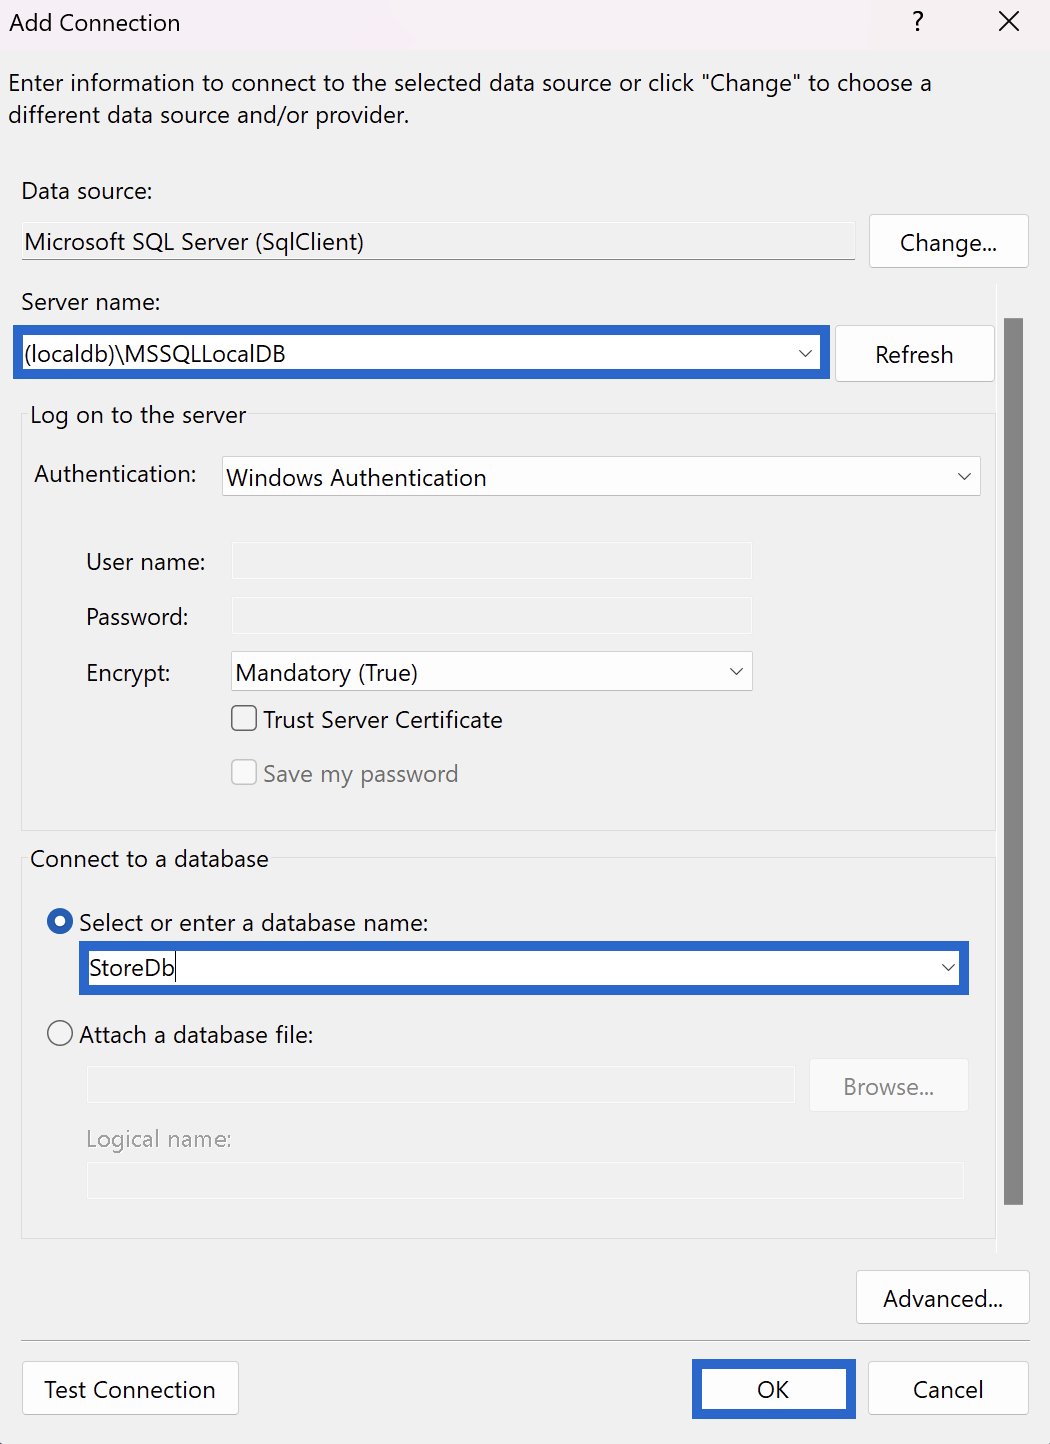 Add Connection
?
Enter information to connect to the selected data source or click "Change" to choose a
different data source and/or provider.
Data source:
Microsoft SQL Server (SqlClient)
Change...
Server name:
(localdb)\MSSQLLocalDB
Refresh
Log on to the server
Authentication:
Windows Authentication
User name:
Password:
Encrypt:
Mandatory (True)
Trust Server Certificate
Save my password
Connect to a database
Select or enter a database name:
StoreDb
Attach a database file:
Browse...
Logical name:
Advanced...
Test Connection
OK
Cancel